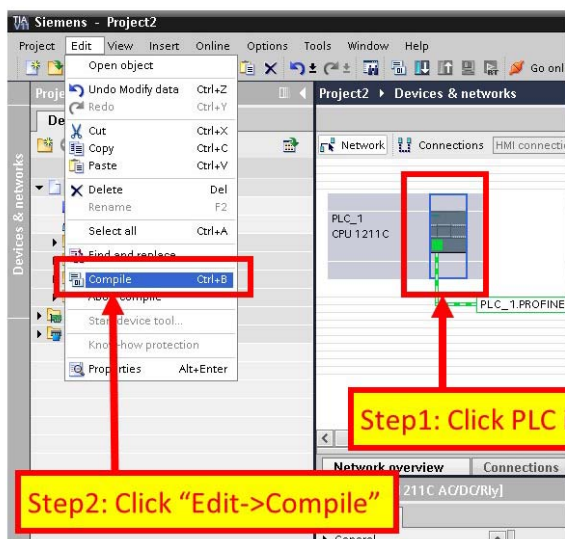 Siemens - Project2
Project Edit View Insert Online Options Tools Window Help
Go onl
Open object
Undo Modify data Ctrl+Z
Redo Ctrl+Y
Cut Ctrl+X
Copy Ctrl+C
Paste Ctrl+V
Delete Del
Rename F2
Select all Ctrl+A
Find and replace
Compile Ctrl+B
Abort compile
Start device tool...
Know-how protection
Properties Alt+Enter
Devices & networks
Project2 Devices & networks
Network Connections HMI connecti
PLC_1
CPU 1211C
PLC_1.PROFINE
Step1: Click PLC
Network overview Connections
211C AC/DC/Rly]
General
Step2: Click “Edit->Compile”